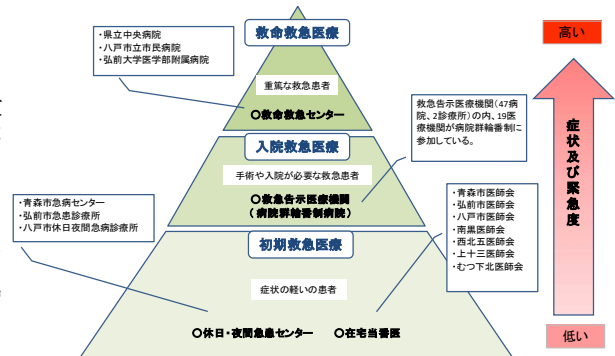 救命救急医療
高い
・県立中央病院
・八戸市立市民病院
・弘前大学医学部附属病院
重篤な救急患者
○救命救急センター
救急告示医療機関(47病
院、2診療所)の内、19医
療機関が病院群輪番制に
参加している。
入院救急医療
手術や入院が必要な救急患者
○救急告示医療機関
(病院群輪番制病院)
症状及び緊急度
・青森市急病センター
・弘前市急患診療所
・八戸市休日夜間急病診療所
・青森市医師会
・弘前市医師会
・八戸市医師会
・南黒医師会
・西北五医師会
・上十三医師会
・むつ下北医師会
初期救急医療
症状の軽いの患者
○休日・夜間急患センター
○在宅当番医
低い